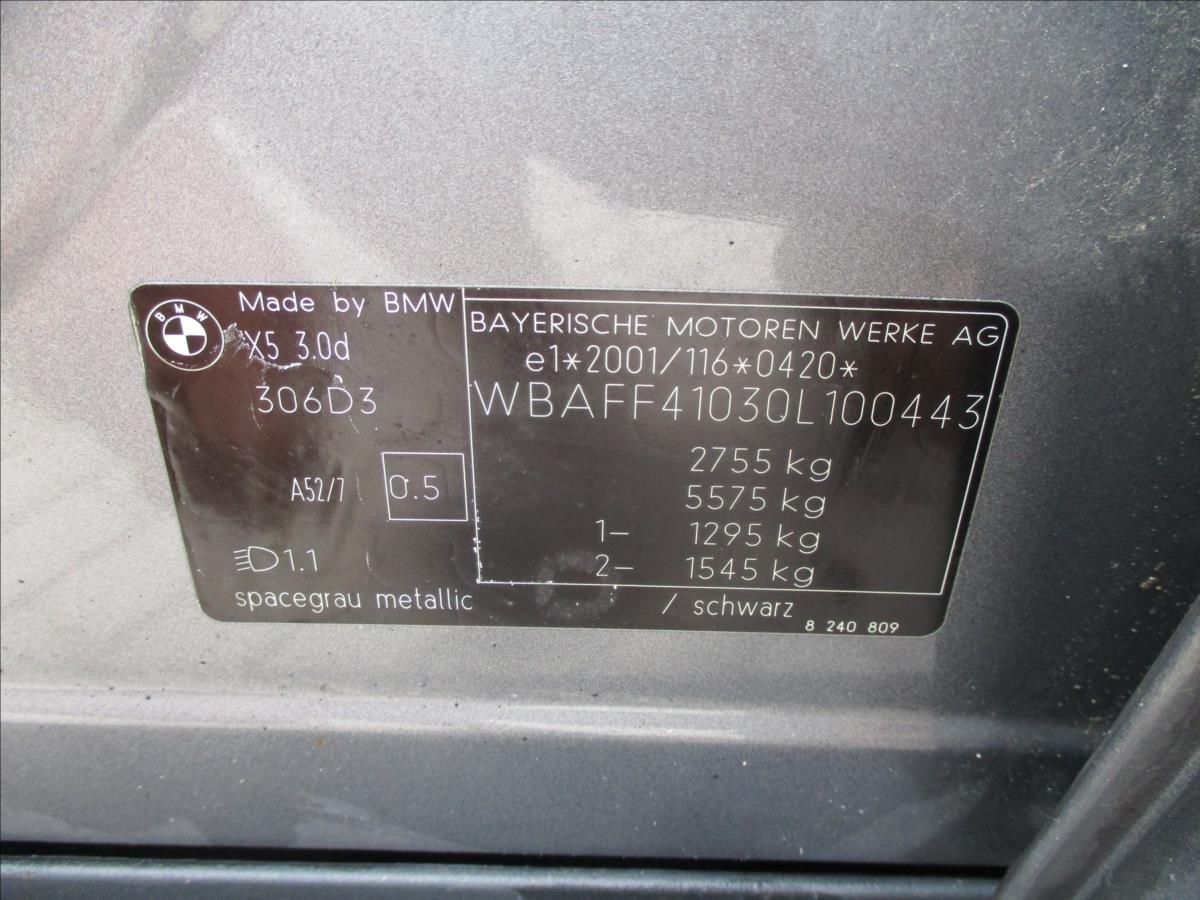 BMW
Made by BMW
X5 3.0d
306D3
A52/7
0.5
1.1
spacegrau metallic / schwarz
BAYERISCHE MOTOREN WERKE AG
e1*2001/116*0420*
WBAFF41030L100443
2755 kg
5575 kg
1- 1295 kg
2- 1545 kg
8 240 809